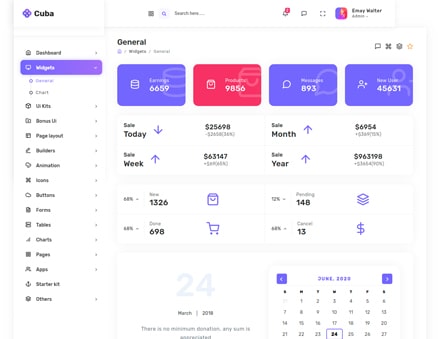 Cuba
Search here ...
Emay Walter
Admin
General
Widgets / General
Dashboard
Widgets
General
Chart
Ui Kits
Bonus Ui
Page layout
Builders
Animation
Icons
Buttons
Forms
Tables
Charts
Pages
Apps
Starter kit
Others
Earnings
6659
Products
9856
Messages
893
New User
45631
Sale
Today
$25698
-$2658(36%)
Sale
Month
$6954
+$369(15%)
Sale
Week
$63147
+$69(65%)
Sale
Year
$963198
+$3654(90%)
68%
New
1326
12%
Pending
148
68%
Done
698
68%
Cancel
13
24
March | 2018
There is no minimum donation, any sum is
appreciated
JUNE, 2025
S M T W T F S
1 2 3 4 5 6
7 8 9 10 11 12 13
14 15 16 17 18 19 20
21 22 23 24 25 26 27